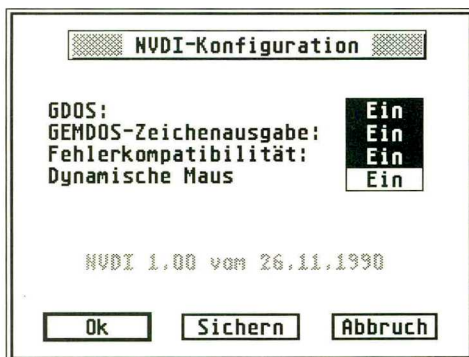 NVDI-Konfiguration
GDOS: Ein
GEMDOS-Zeichenausgabe: Ein
Fehlerkompatibilität: Ein
Dynamische Maus Ein
NVDI 1.00 vom 26.11.1990
Ok Sichern Abbruch